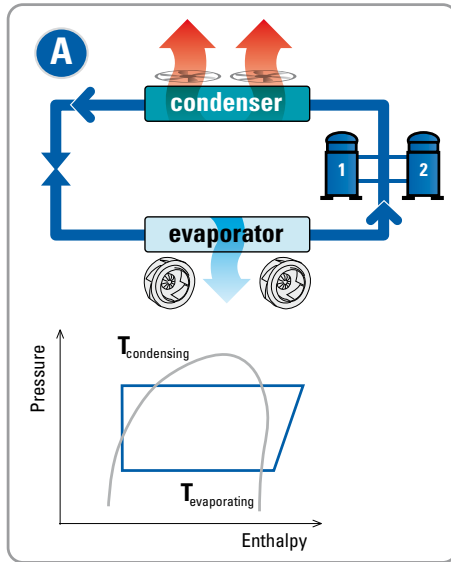 A
condenser
1
2
evaporator
Tcondensing
Pressure
Tevaporating
Enthalpy